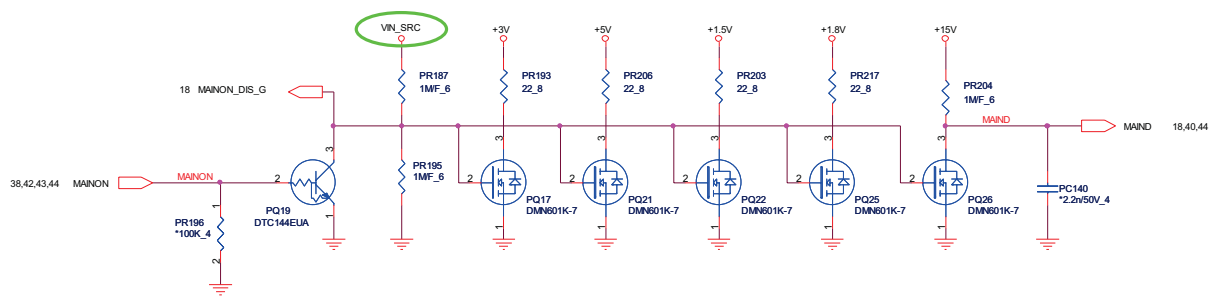 VIN_SRC
+3V
+5V
+1.5V
+1.8V
+15V
PR187
1M/F_6
PR193
22_8
PR206
22_8
PR203
22_8
PR217
22_8
PR204
1M/F_6
18 MAINON_DIS_G
MAIND
MAIND 18,40,44
3
3
3
3
3
3
38,42,43,44 MAINON
MAINON
2
PR195
1M/F_6
2
2
2
2
2
PQ19
DTC144EUA
PQ17
DMN601K-7
PQ21
DMN601K-7
PQ22
DMN601K-7
PQ25
DMN601K-7
PQ26
DMN601K-7
PC140
*2.2n/50V_4
1
PR196
*100K_4
2
1
1
1
1
1
1